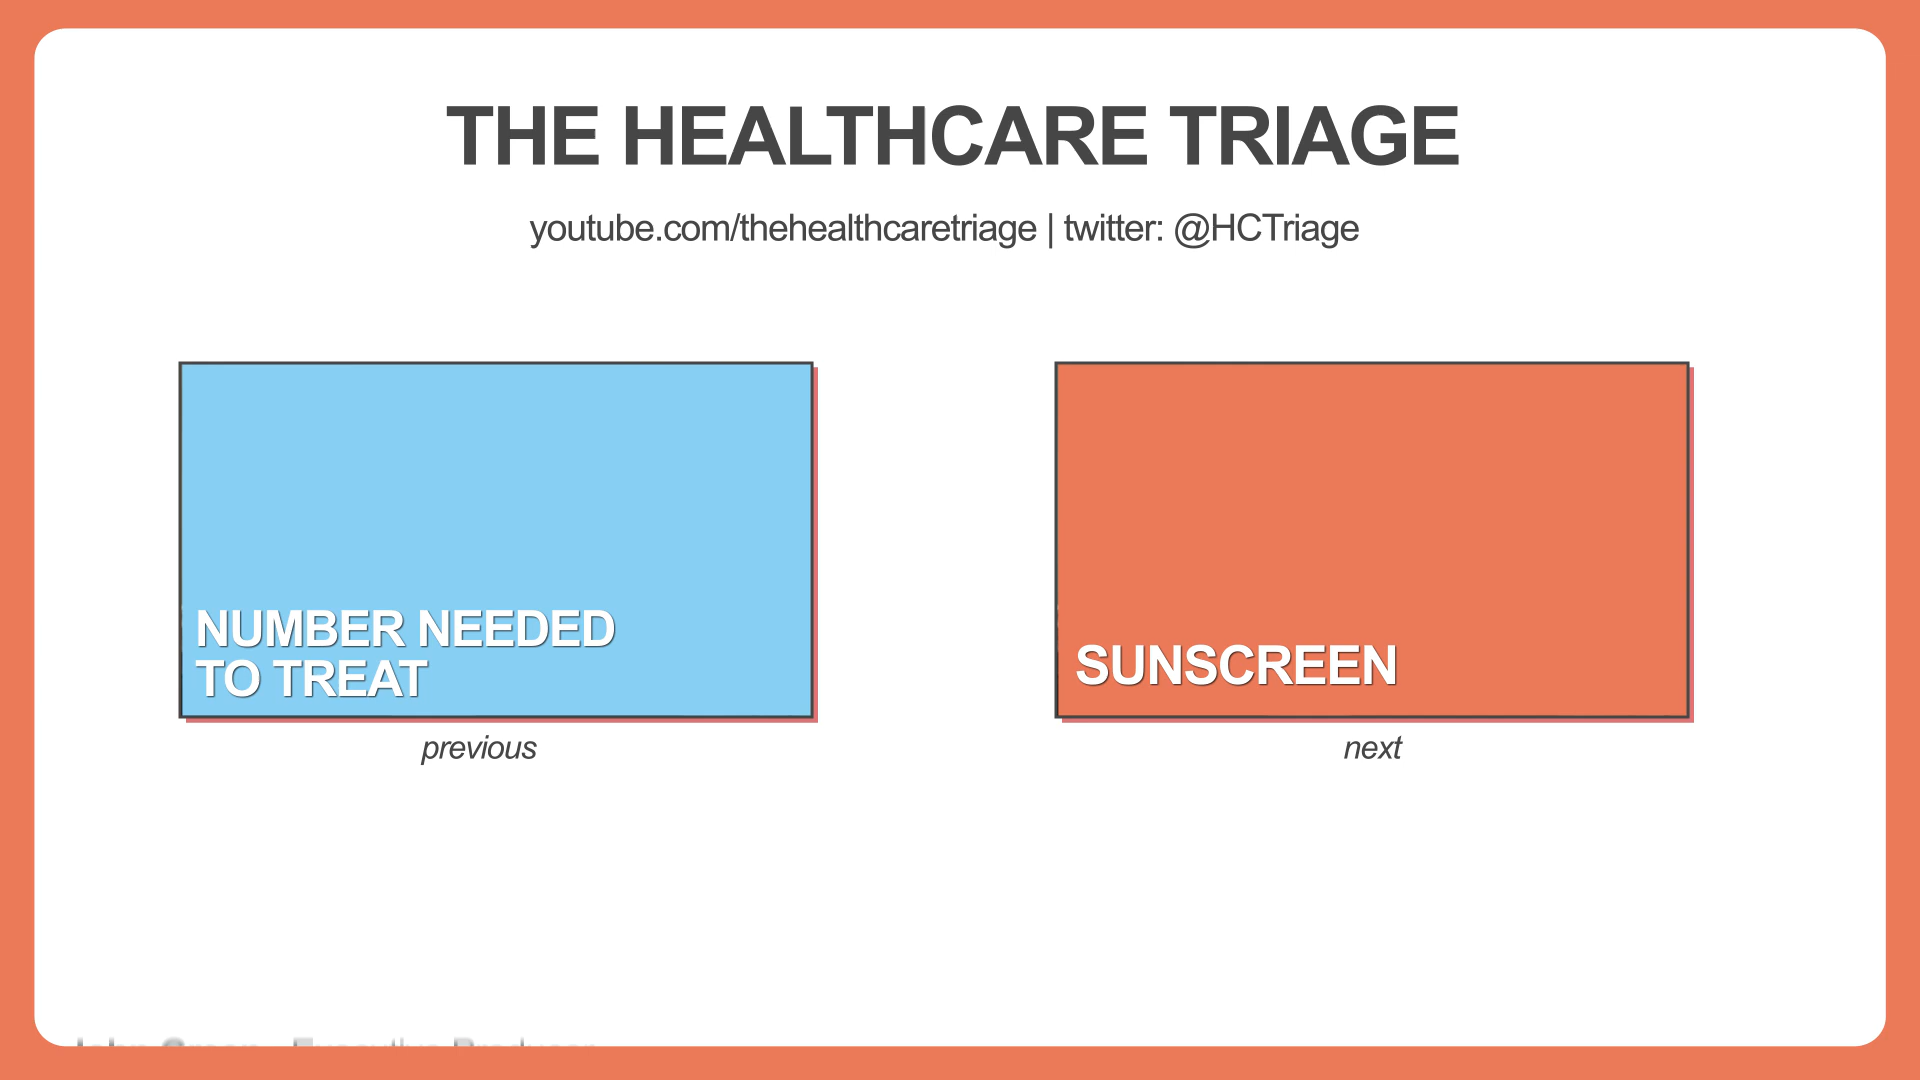 THE HEALTHCARE TRIAGE
youtube.com/thehealthcaretriage | twitter: @HCTriage
NUMBER NEEDED
TO TREAT
SUNSCREEN
previous
next